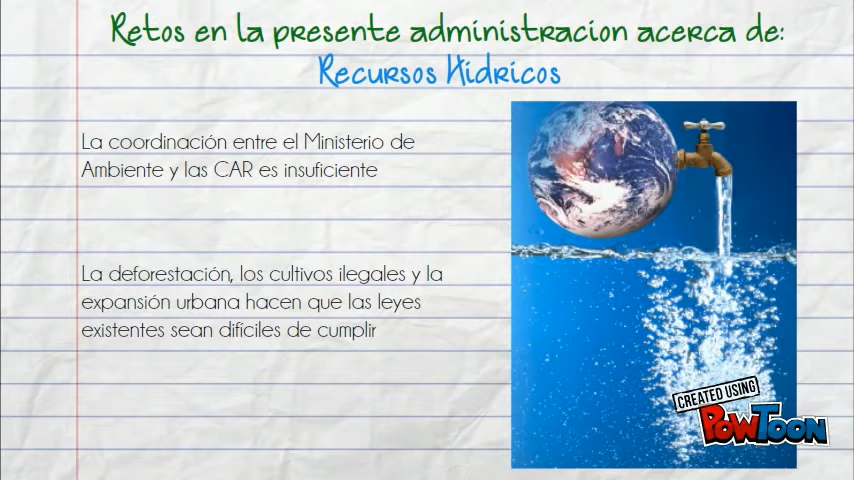 Retos en la presente administracion acerca de:
Recursos Hídricos
La coordinación entre el Ministerio de
Ambiente y las CAR es insuficiente
La deforestación, los cultivos ilegales y la
expansión urbana hacen que las leyes
existentes sean difíciles de cumplir
CREATED USING
POWTOON